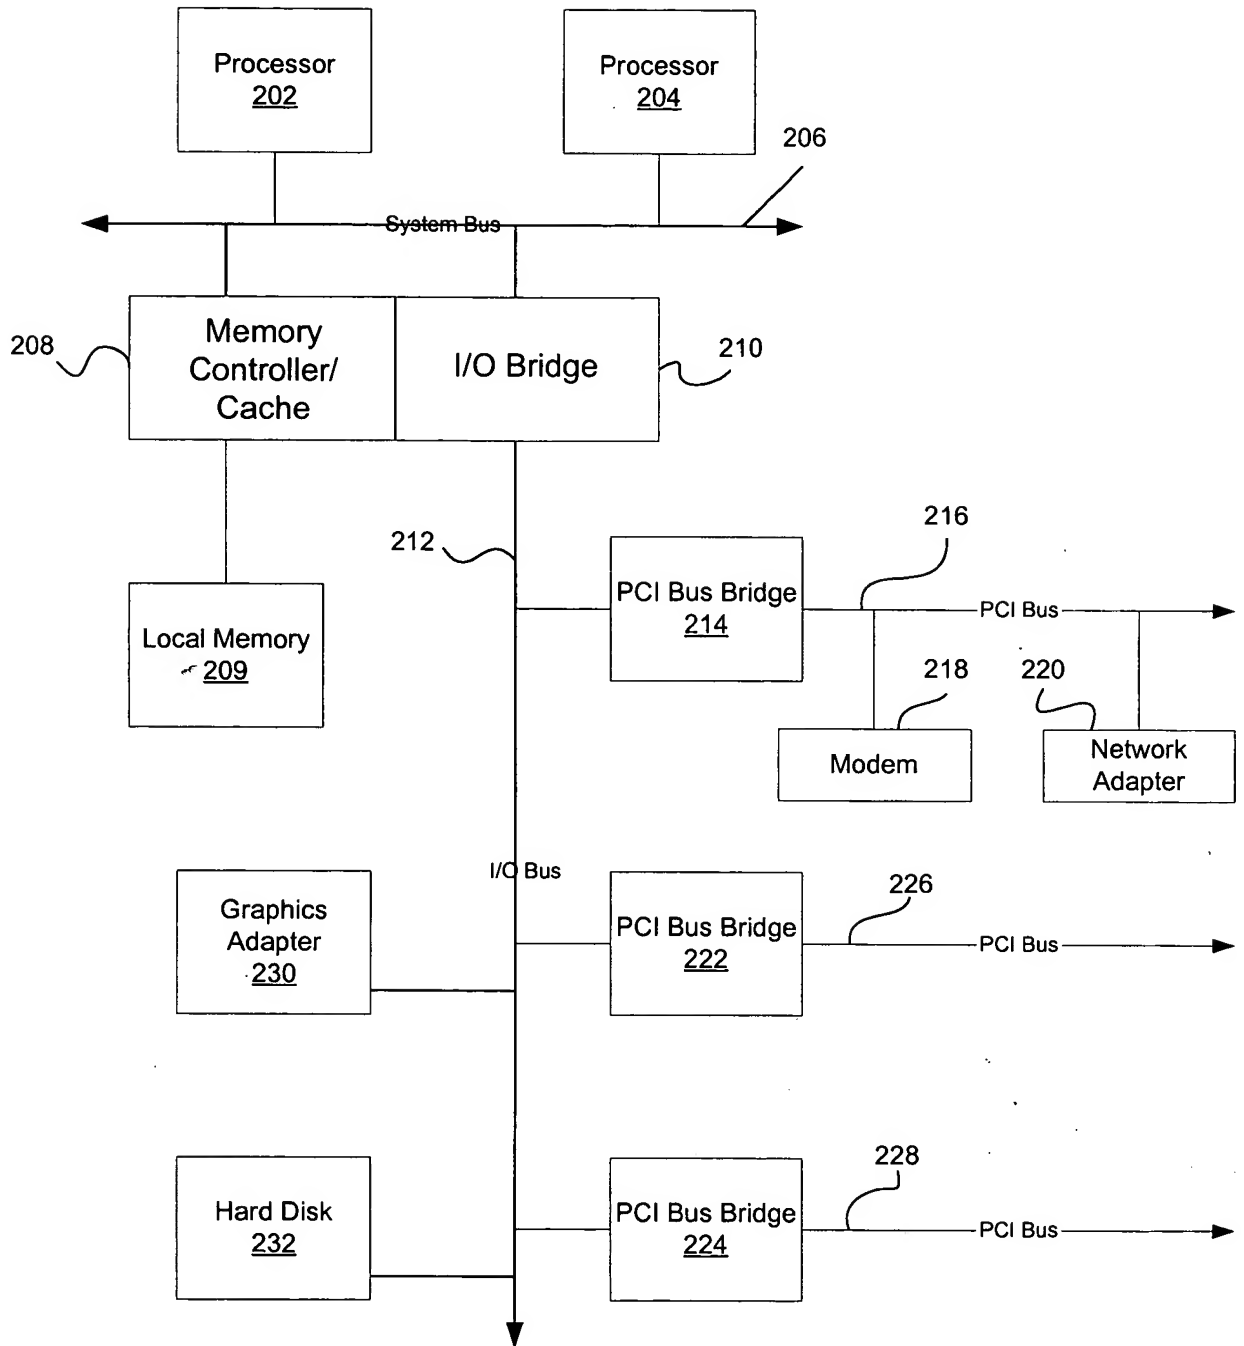 Processor
202
Processor
204
206
System Bus
208
Memory
Controller/
Cache
I/O Bridge
210
212
216
PCI Bus Bridge
214
PCI Bus
Local Memory
209
218
220
Modem
Network
Adapter
I/O Bus
Graphics
Adapter
230
PCI Bus Bridge
222
226
PCI Bus
Hard Disk
232
PCI Bus Bridge
224
228
PCI Bus